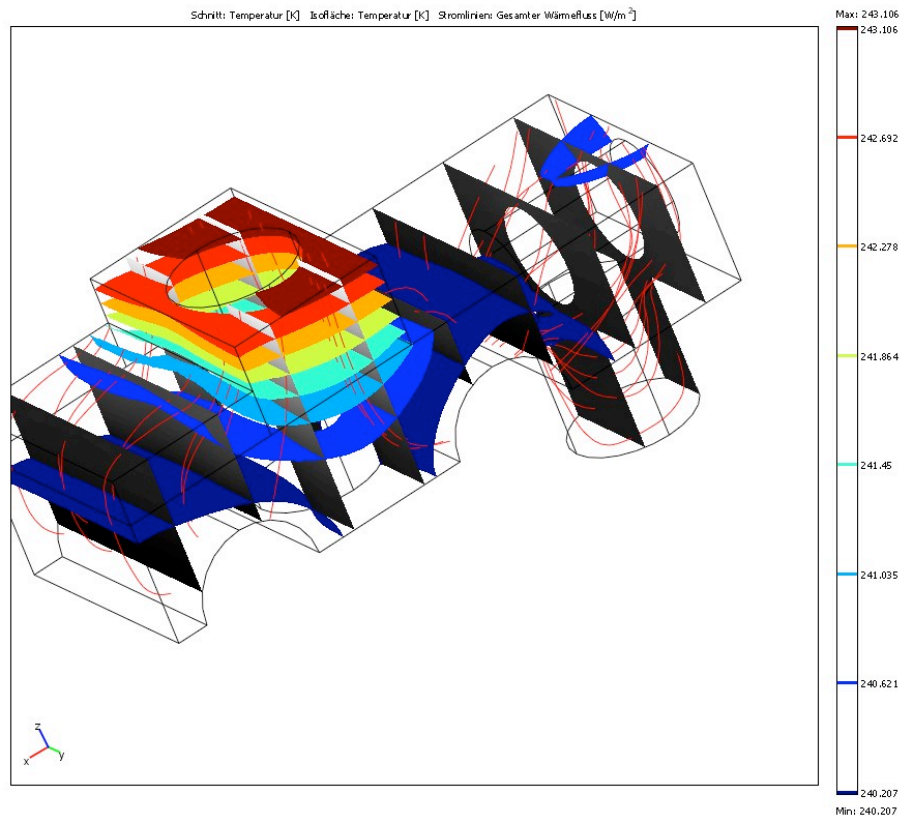 Schnitt: Temperatur [K]   Isofläche: Temperatur [K]   Stromlinien: Gesamter Wärmefluss [W/m²]
Max: 243.106
243.106
242.692
242.278
241.864
241.45
241.035
240.621
240.207
Min: 240.207
z
x
y